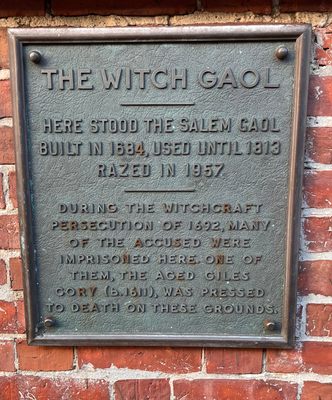 THE WITCH GAOL
HERE STOOD THE SALEM GAOL
BUILT IN 1684, USED UNTIL 1813
RAZED IN 1957.
DURING THE WITCHCRAFT
PERSECUTION OF 1692, MANY
OF THE ACCUSED WERE
IMPRISONED HERE. ONE OF
THEM, THE AGED GILES
CORY (b.1611), WAS PRESSED
TO DEATH ON THESE GROUNDS.